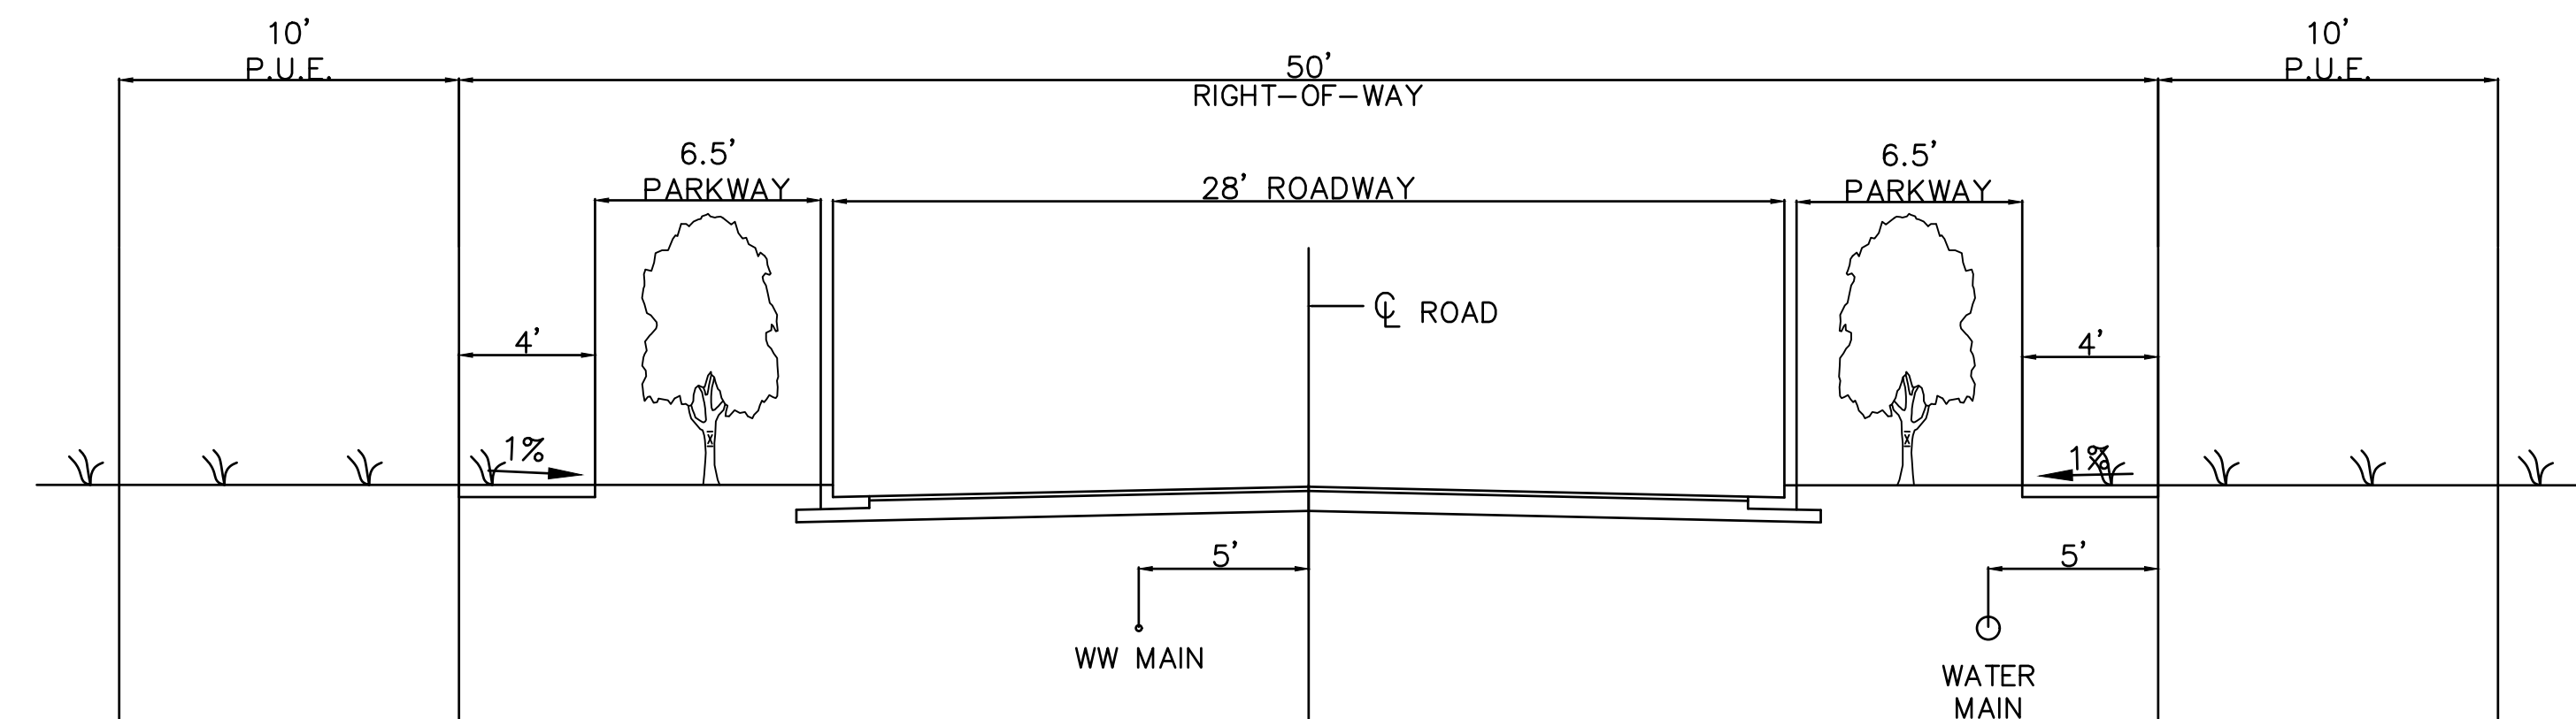 10'
P.U.E.
50'
RIGHT-OF-WAY
10'
P.U.E.
6.5'
PARKWAY
28' ROADWAY
6.5'
PARKWAY
℄ ROAD
4'
4'
1%
1%
5'
5'
WW MAIN
WATER
MAIN